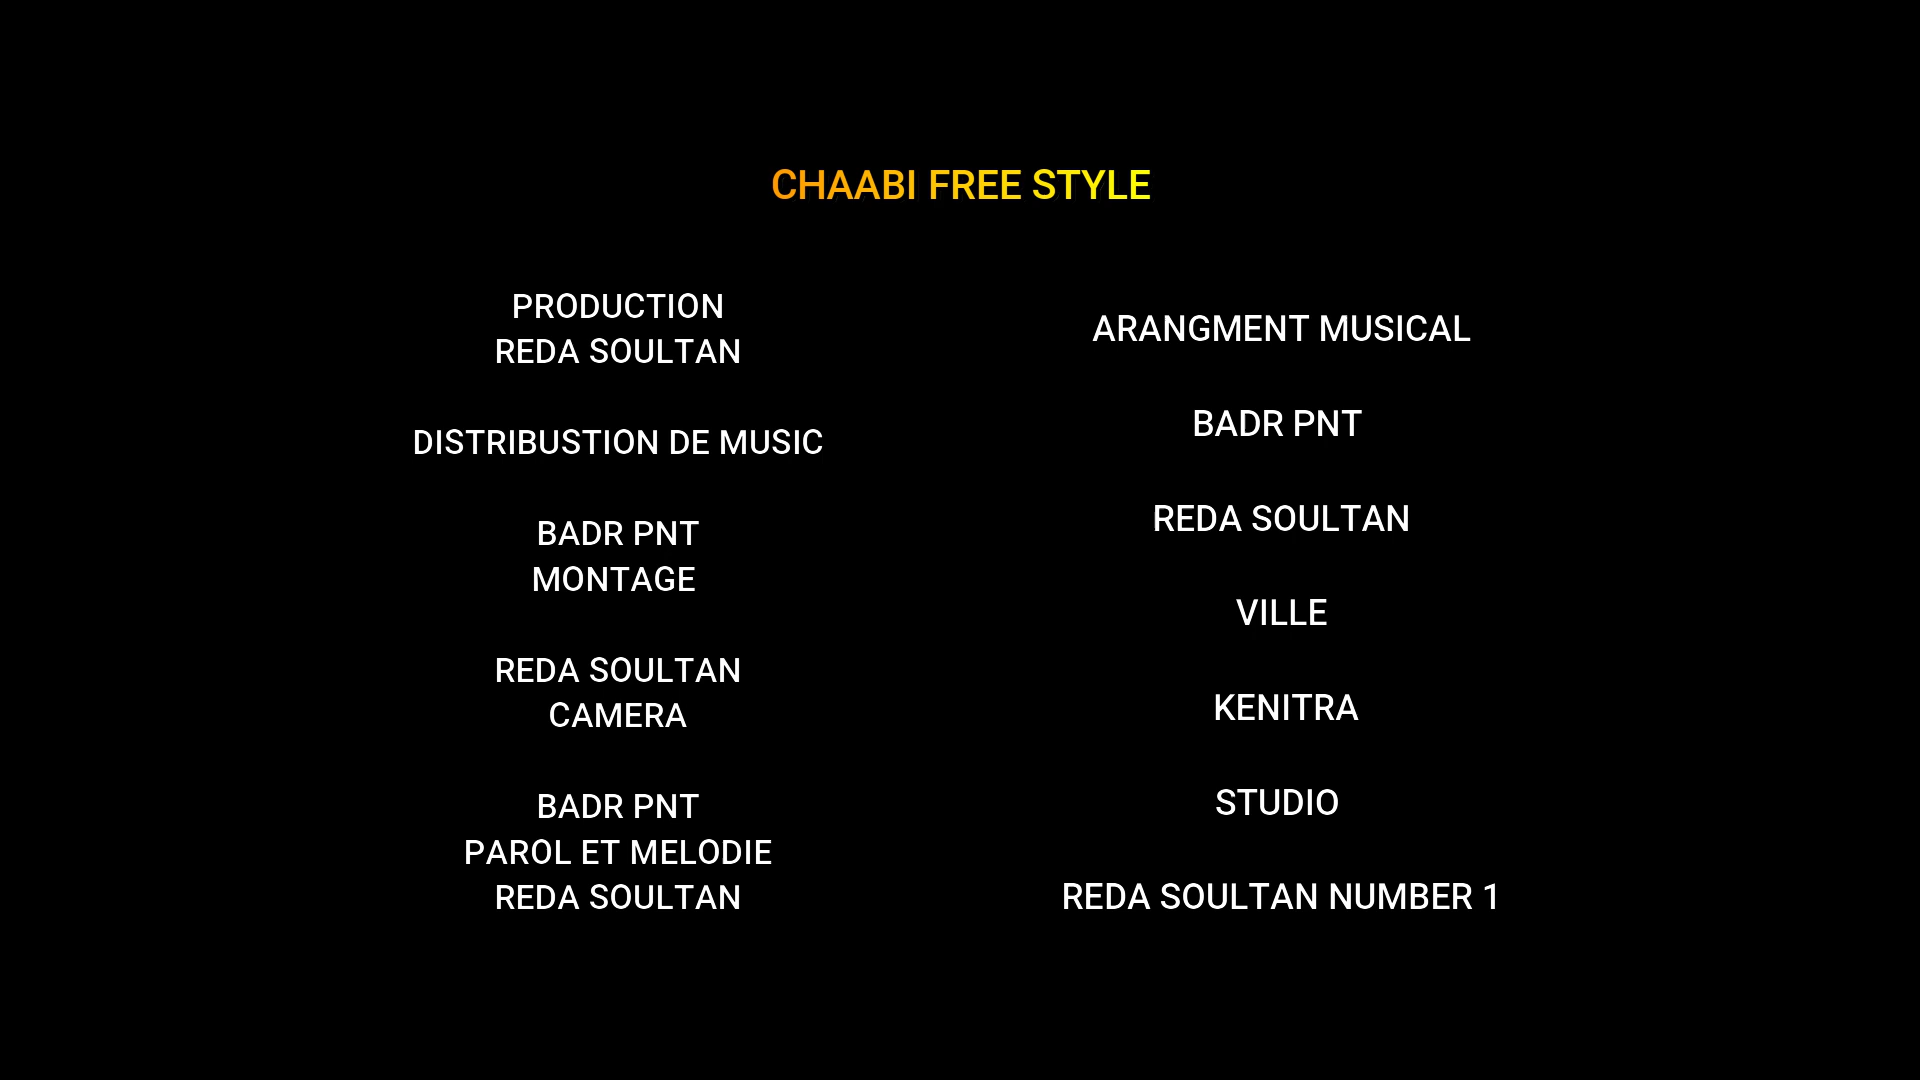 CHAABI FREE STYLE
PRODUCTION
REDA SOULTAN
DISTRIBUSTION DE MUSIC
BADR PNT
MONTAGE
REDA SOULTAN
CAMERA
BADR PNT
PAROL ET MELODIE
REDA SOULTAN
ARANGMENT MUSICAL
BADR PNT
REDA SOULTAN
VILLE
KENITRA
STUDIO
REDA SOULTAN NUMBER 1